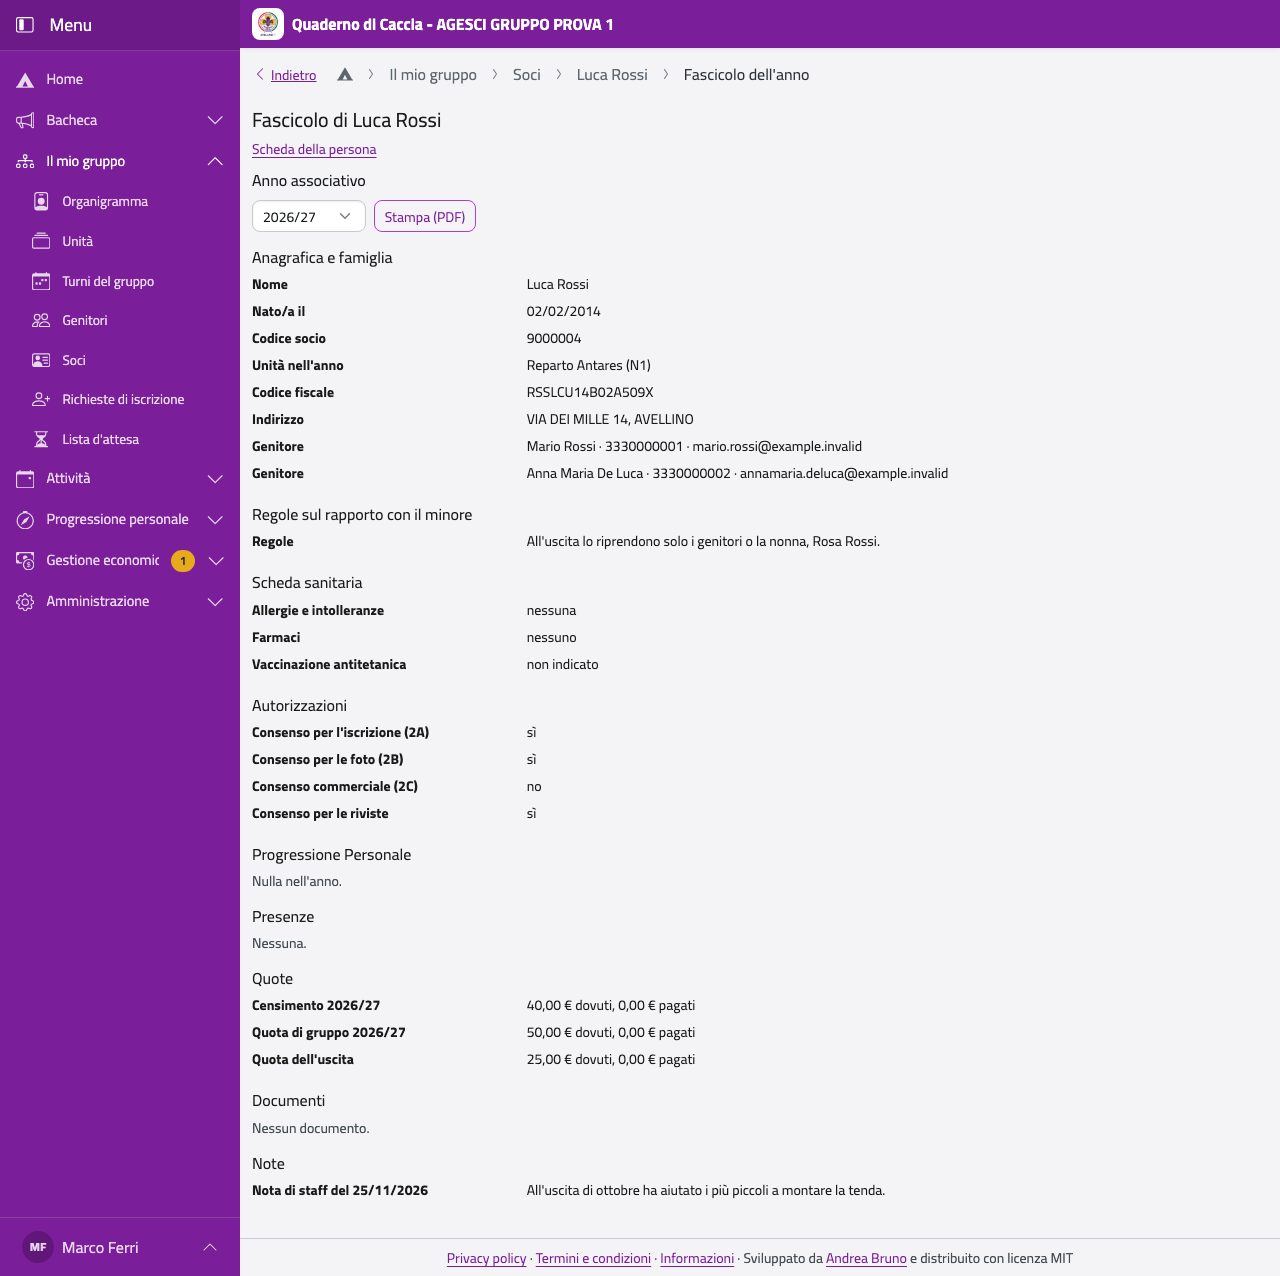 Menu
Quaderno di Caccia - AGESCI GRUPPO PROVA 1
Home
Bacheca
Il mio gruppo
Organigramma
Unità
Turni del gruppo
Genitori
Soci
Richieste di iscrizione
Lista d'attesa
Attività
Progressione personale
Gestione economic 1
Amministrazione
MF Marco Ferri
Indietro Il mio gruppo Soci Luca Rossi Fascicolo dell'anno
Fascicolo di Luca Rossi
Scheda della persona
Anno associativo
2026/27 Stampa (PDF)
Anagrafica e famiglia
Nome Luca Rossi
Nato/a il 02/02/2014
Codice socio 9000004
Unità nell'anno Reparto Antares (N1)
Codice fiscale RSSLCU14B02A509X
Indirizzo VIA DEI MILLE 14, AVELLINO
Genitore Mario Rossi · 3330000001 · mario.rossi@example.invalid
Genitore Anna Maria De Luca · 3330000002 · annamaria.deluca@example.invalid
Regole sul rapporto con il minore
Regole All'uscita lo riprendono solo i genitori o la nonna, Rosa Rossi.
Scheda sanitaria
Allergie e intolleranze nessuna
Farmaci nessuno
Vaccinazione antitetanica non indicato
Autorizzazioni
Consenso per l'iscrizione (2A) sì
Consenso per le foto (2B) sì
Consenso commerciale (2C) no
Consenso per le riviste sì
Progressione Personale
Nulla nell'anno.
Presenze
Nessuna.
Quote
Censimento 2026/27 40,00 € dovuti, 0,00 € pagati
Quota di gruppo 2026/27 50,00 € dovuti, 0,00 € pagati
Quota dell'uscita 25,00 € dovuti, 0,00 € pagati
Documenti
Nessun documento.
Note
Nota di staff del 25/11/2026 All'uscita di ottobre ha aiutato i più piccoli a montare la tenda.
Privacy policy · Termini e condizioni · Informazioni · Sviluppato da Andrea Bruno e distribuito con licenza MIT